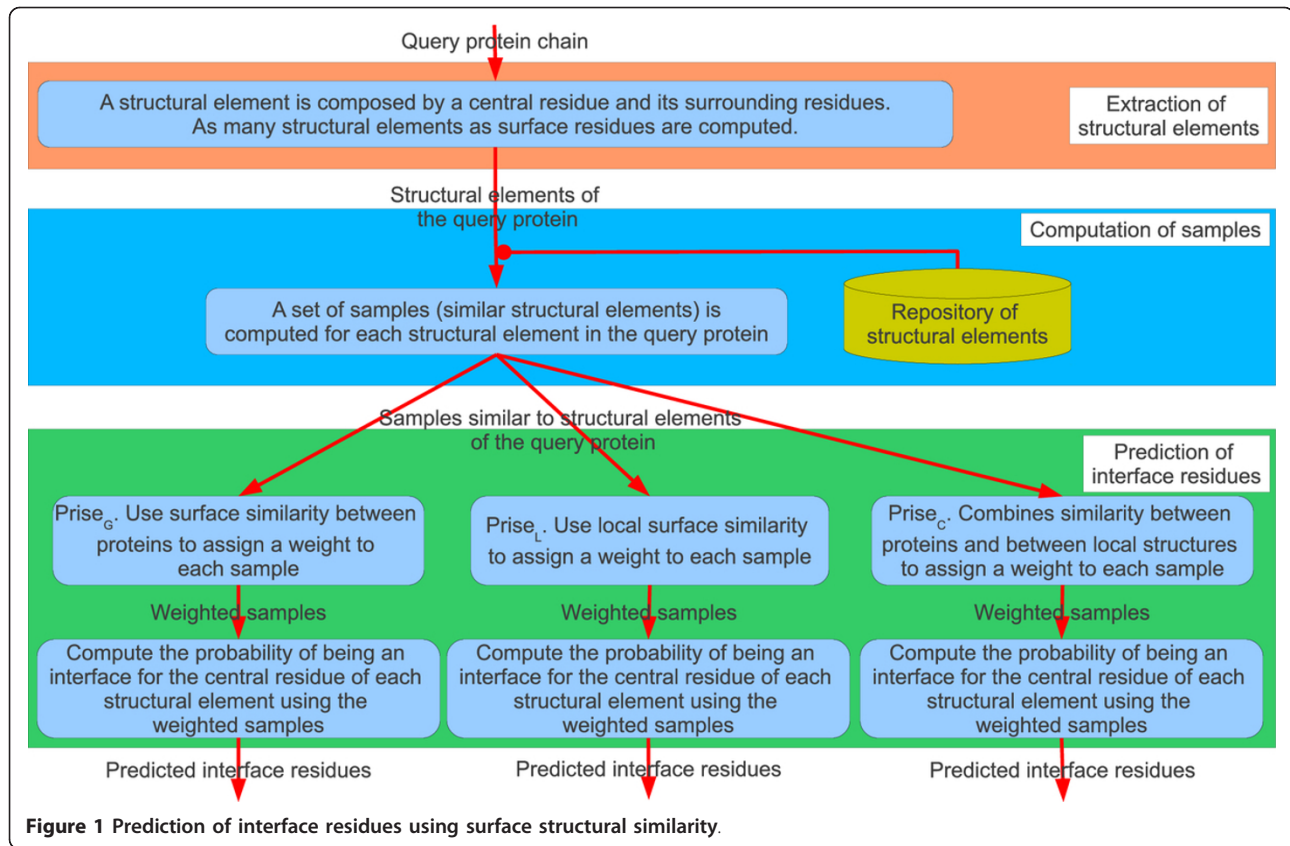 Query protein chain
A structural element is composed by a central residue and its surrounding residues.
As many structural elements as surface residues are computed.
Extraction of
structural elements
Structural elements of
the query protein
Computation of samples
A set of samples (similar structural elements) is
computed for each structural element in the query protein
Repository of
structural elements
Samples similar to structural elements
of the query protein
Prediction of
interface residues
PriseG. Use surface similarity between
proteins to assign a weight to
each sample
PriseL. Use local surface similarity
to assign a weight to each sample
PriseC. Combines similarity between
proteins and between local structures
to assign a weight to each sample
Weighted samples
Weighted samples
Weighted samples
Compute the probability of being an
interface for the central residue of each
structural element using the
weighted samples
Compute the probability of being an
interface for the central residue of each
structural element using the
weighted samples
Compute the probability of being an
interface for the central residue of each
structural element using the
weighted samples
Predicted interface residues
Predicted interface residues
Predicted interface residues
Figure 1 Prediction of interface residues using surface structural similarity.